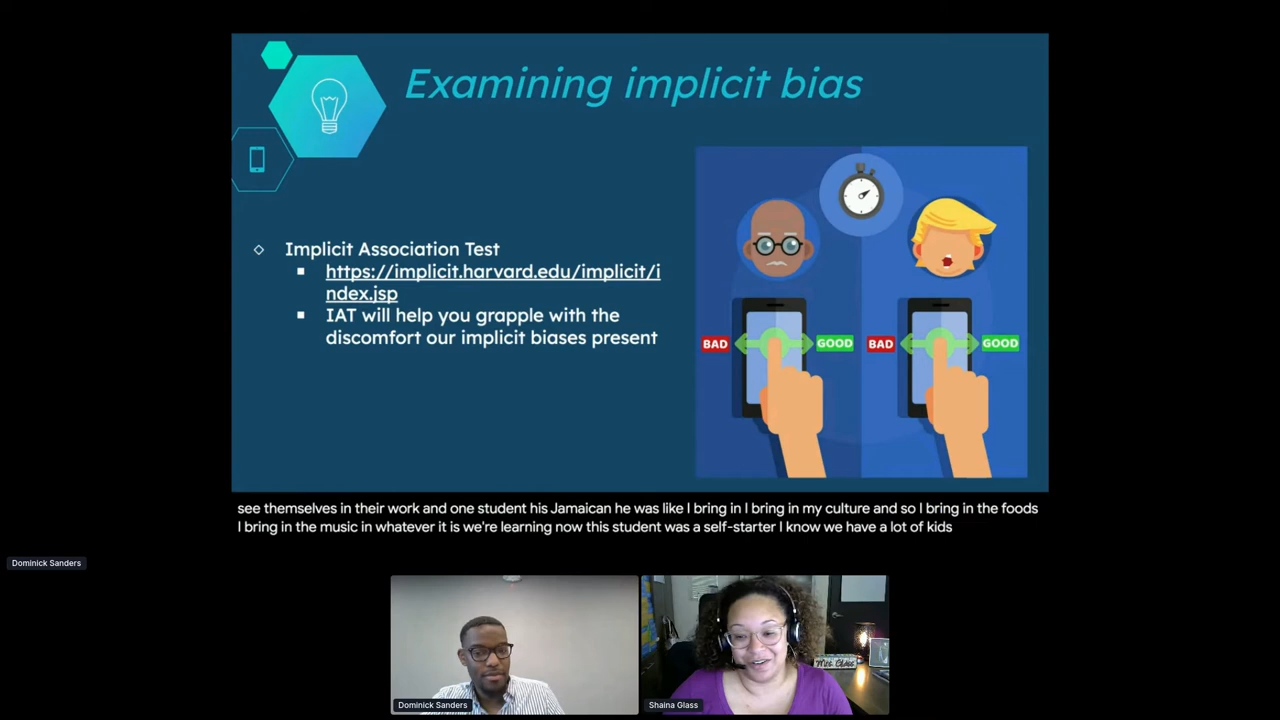 Examining implicit bias
Implicit Association Test
https://implicit.harvard.edu/implicit/i
ndex.jsp
IAT will help you grapple with the
discomfort our implicit biases present
BAD
GOOD
BAD
GOOD
see themselves in their work and one student his Jamaican he was like I bring in I bring in my culture and so I bring in the foods
I bring in the music in whatever it is we're learning now this student was a self-starter I know we have a lot of kids
Dominick Sanders
Mrs. Glass
Dominick Sanders
Shaina Glass